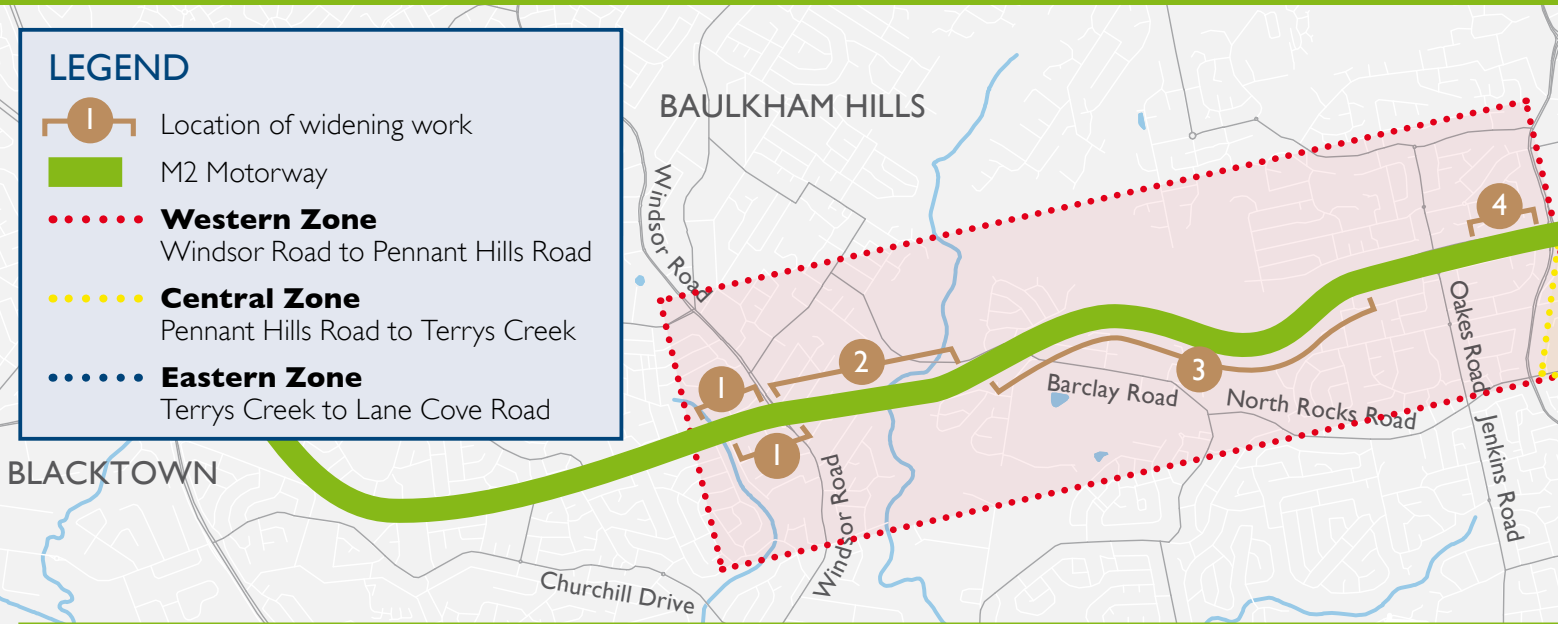 LEGEND
1 Location of widening work
M2 Motorway
Western Zone
Windsor Road to Pennant Hills Road
Central Zone
Pennant Hills Road to Terrys Creek
Eastern Zone
Terrys Creek to Lane Cove Road
BAULKHAM HILLS
BLACKTOWN
Windsor Road
1
1
2
3
4
Barclay Road
North Rocks Road
Oakes Road
Jenkins Road
Windsor Road
Churchill Drive